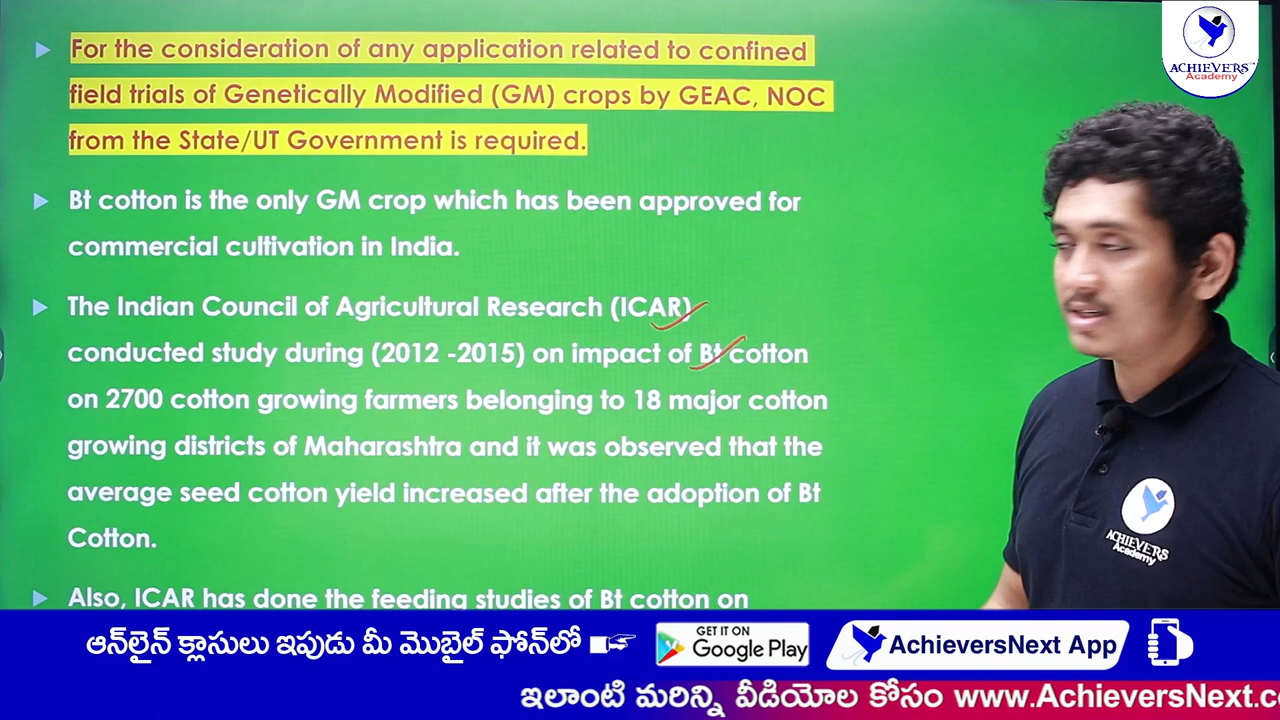 For the consideration of any application related to confined
field trials of Genetically Modified (GM) crops by GEAC, NOC
from the State/UT Government is required.
Bt cotton is the only GM crop which has been approved for
commercial cultivation in India.
The Indian Council of Agricultural Research (ICAR)
conducted study during (2012 -2015) on impact of Bt cotton
on 2700 cotton growing farmers belonging to 18 major cotton
growing districts of Maharashtra and it was observed that the
average seed cotton yield increased after the adoption of Bt
Cotton.
Also, ICAR has done the feeding studies of Bt cotton on
ACHIEVERS
Academy
ACHIEVERS
Academy
ఆన్‌లైన్ క్లాసులు ఇపుడు మీ మొబైల్ ఫోన్‌లో
GET IT ON
Google Play
AchieversNext App
ఇలాంటి మరిన్ని వీడియోల కోసం www.AchieversNext.c